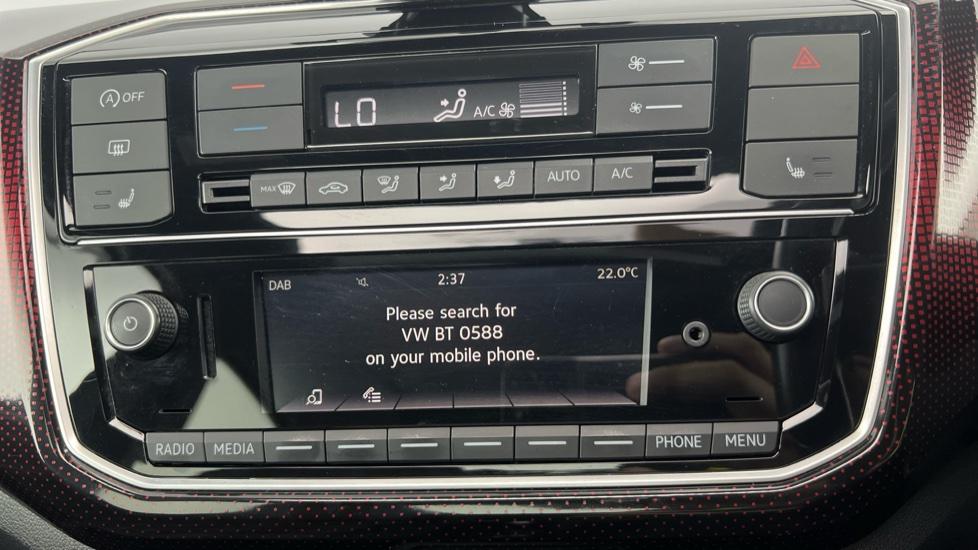 A OFF
LO A/C
MAX AUTO A/C
DAB 2:37 22.0°C
Please search for
VW BT 0588
on your mobile phone.
RADIO MEDIA PHONE MENU